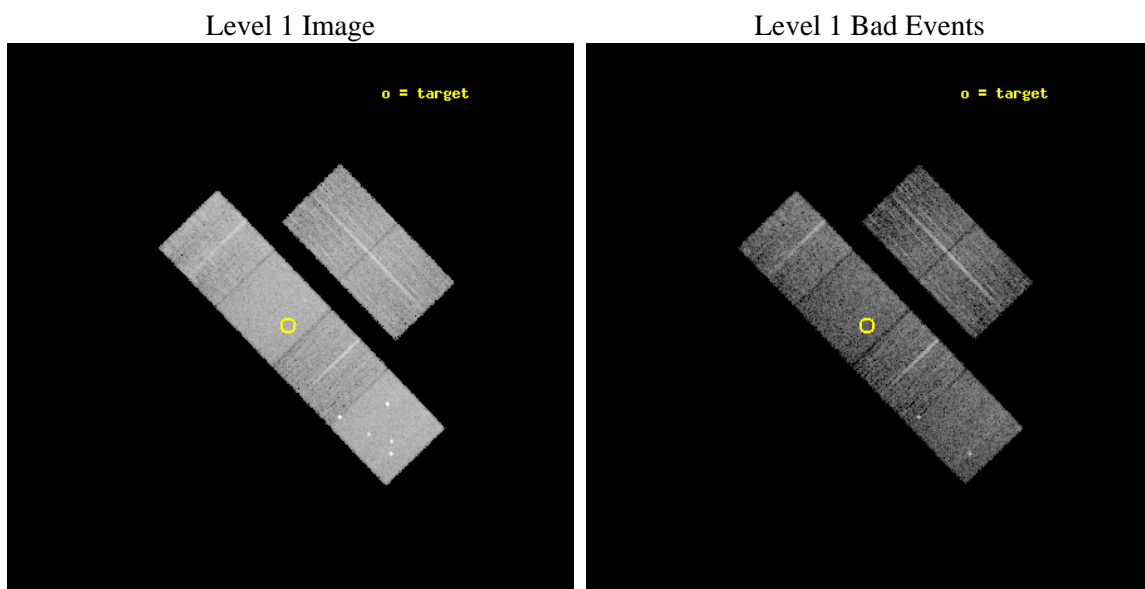 Level 1 Image
Level 1 Bad Events
o = target
o = target